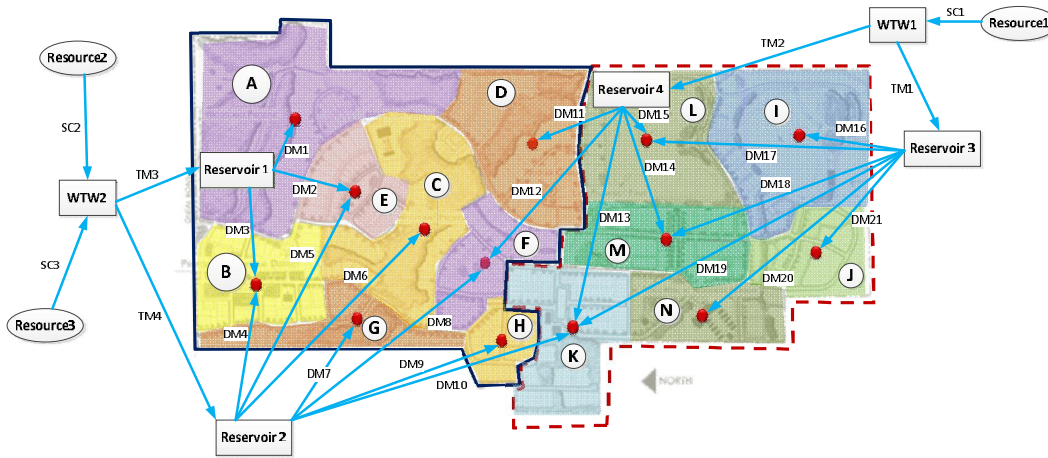 WTW1
SC1
Resource1
Resource2
TM2
A
D
Reservoir 4
L
I
TM1
DM11
DM15
DM16
SC2
DM1
DM14
DM17
Reservoir 3
TM3
Reservoir 1
DM2
C
DM12
DM18
WTW2
E
DM13
DM21
DM3
DM5
F
M
SC3
B
DM6
DM19
DM20
J
TM4
DM4
G
DM8
H
N
Resource3
DM7
DM9
K
DM10
NORTH
Reservoir 2